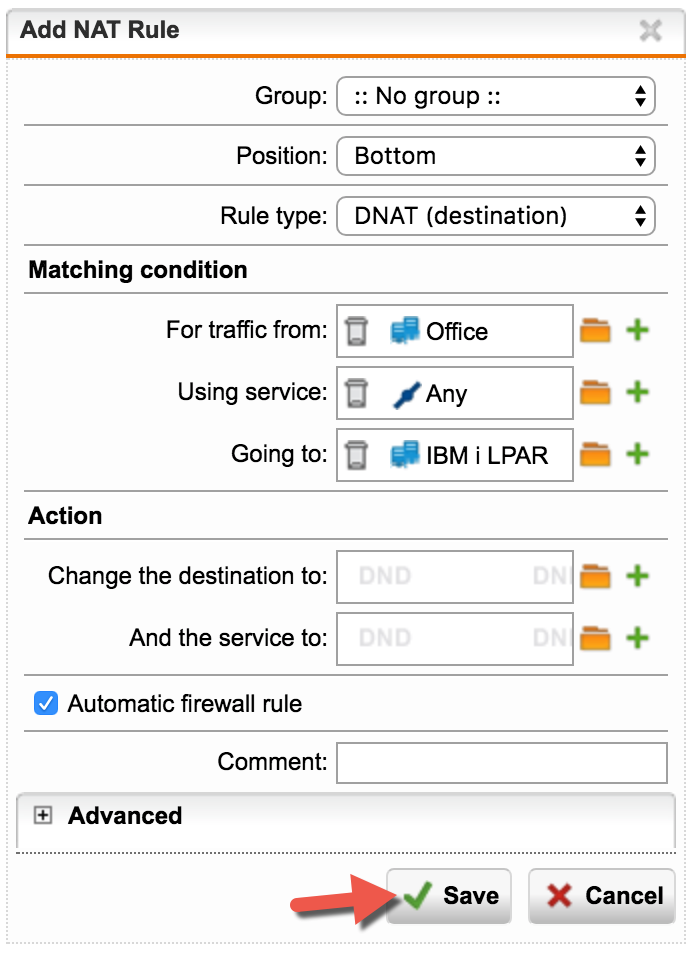 Add NAT Rule
Group: :: No group ::
Position: Bottom
Rule type: DNAT (destination)
Matching condition
For traffic from: Office
Using service: Any
Going to: IBM i LPAR
Action
Change the destination to: DND DND
And the service to: DND DND
Automatic firewall rule
Comment:
Advanced
Save Cancel